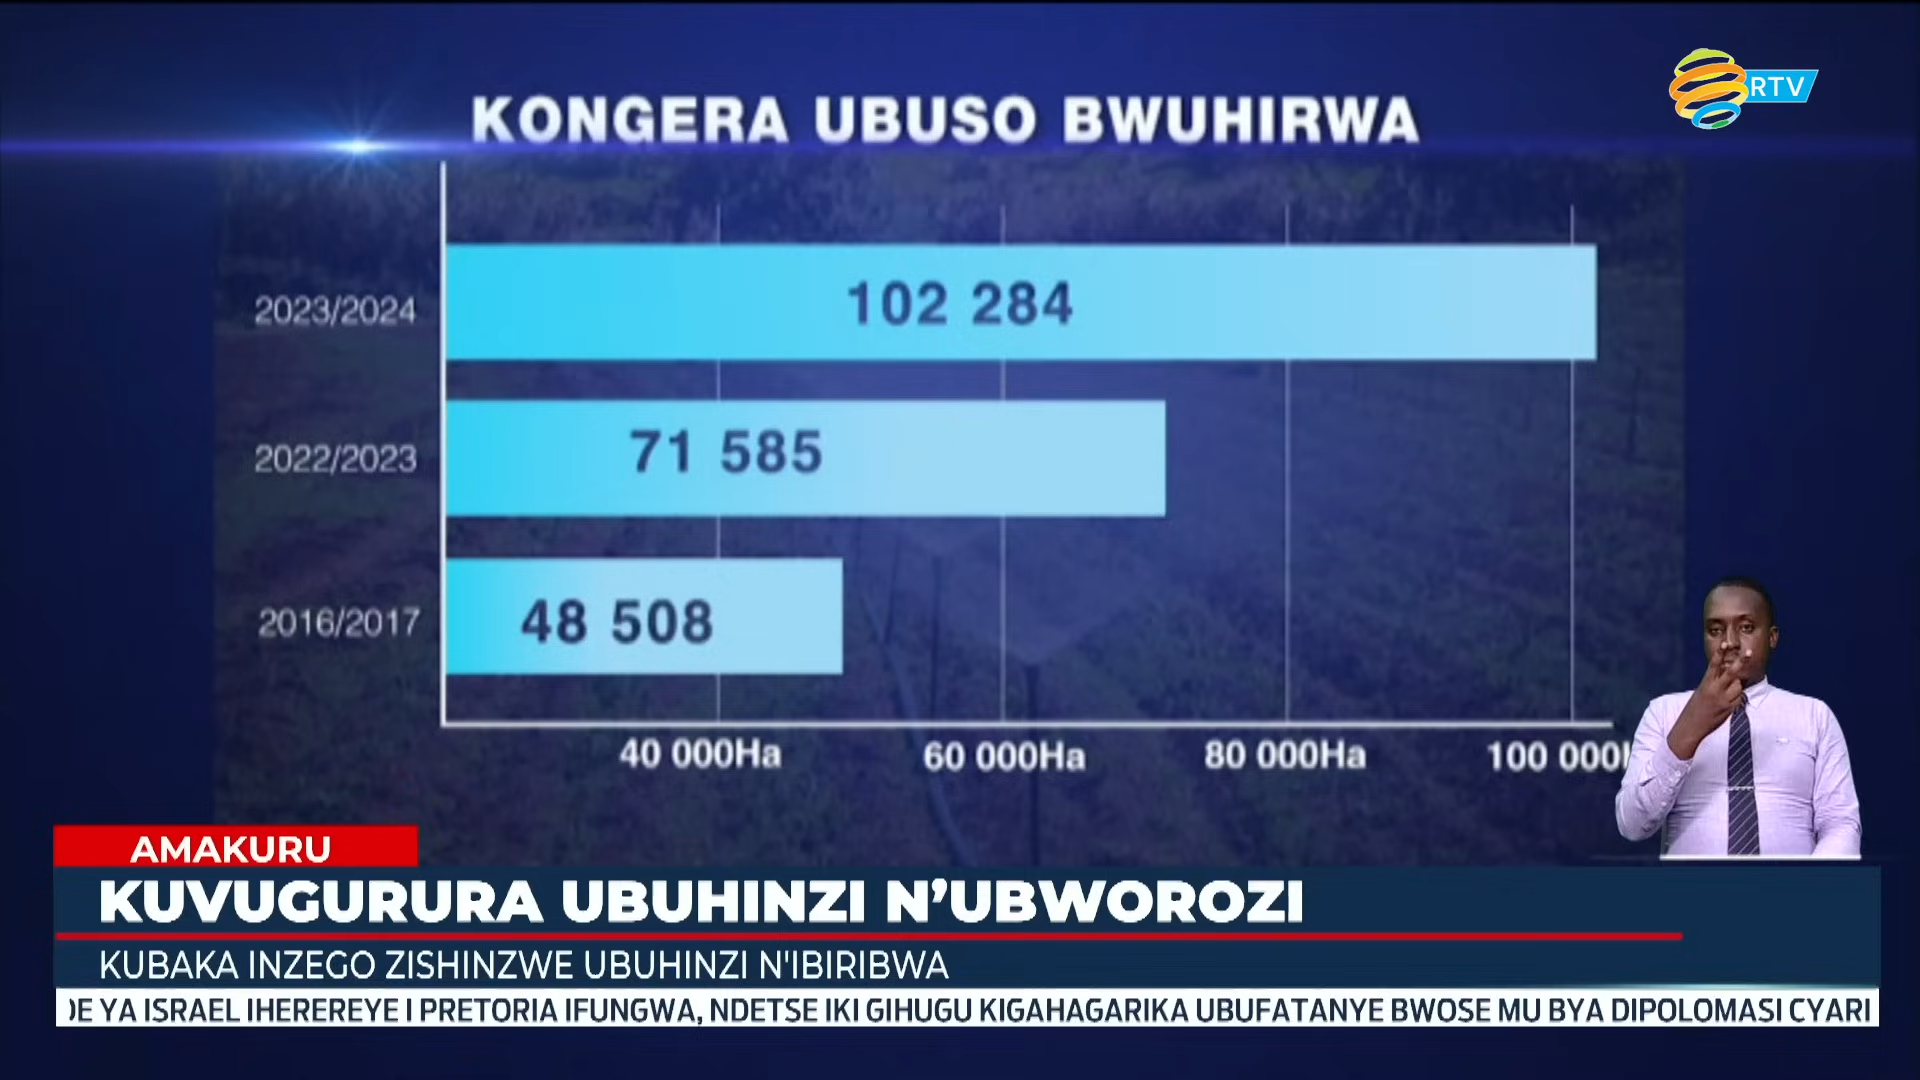 RTV
KONGERA UBUSO BWUHIRWA
2023/2024
102 284
2022/2023
71 585
2016/2017
48 508
40 000Ha 60 000Ha 80 000Ha 100 000
AMAKURU
KUVUGURURA UBUHINZI N’UBWOROZI
KUBAKA INZEGO ZISHINZWE UBUHINZI N'IBIRIBWA
YA ISRAEL IHEREREYE I PRETORIA IFUNGWA, NDETSE IKI GIHUGU KIGAHAGARIKA UBUFATANYE BWOSE MU BYA DIPOLOMASI CYARI